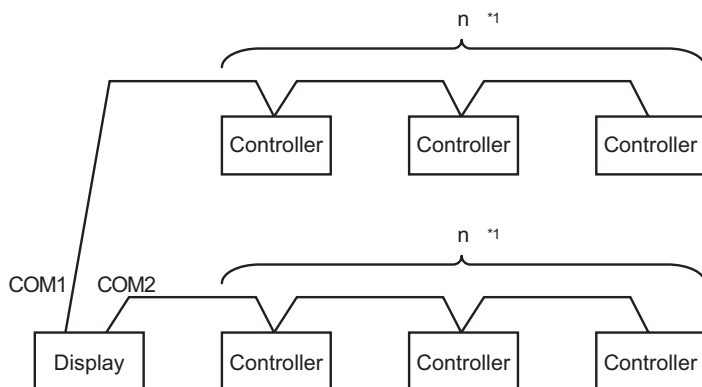 n *1
Controller Controller Controller
n *1
COM1 COM2
Display Controller Controller Controller